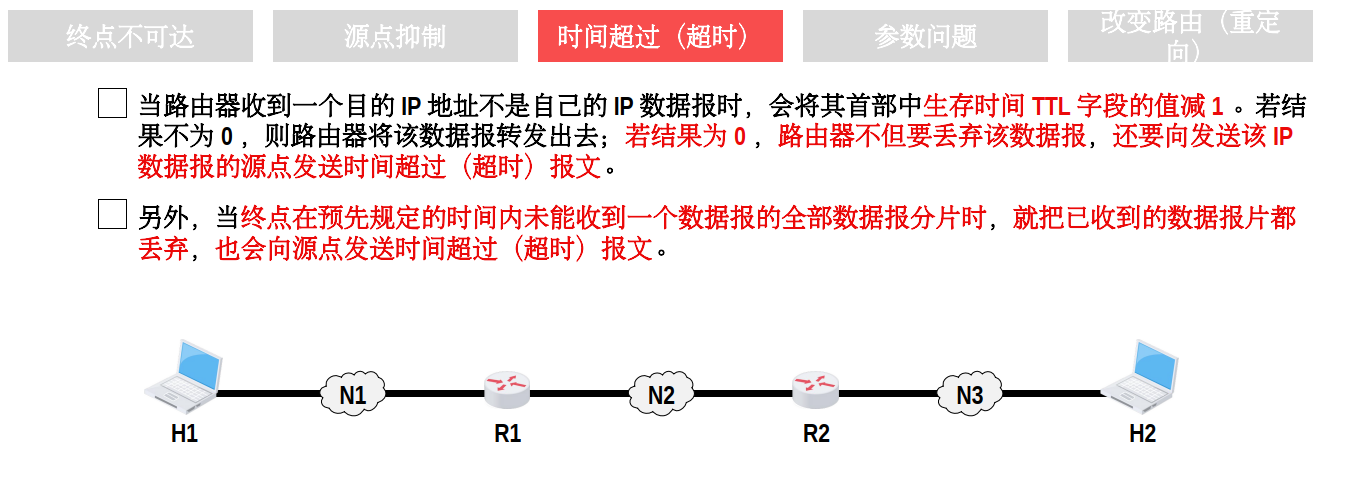 终点不可达
源点抑制
时间超过（超时）
参数问题
改变路由（重定
向）
当路由器收到一个目的 IP 地址不是自己的 IP 数据报时，会将其首部中生存时间 TTL 字段的值减 1 。若结
果不为 0 ，则路由器将该数据报转发出去；若结果为 0 ，路由器不但要丢弃该数据报，还要向发送该 IP
数据报的源点发送时间超过（超时）报文。
另外，当终点在预先规定的时间内未能收到一个数据报的全部数据报分片时，就把已收到的数据报片都
丢弃，也会向源点发送时间超过（超时）报文。
N1
N2
N3
H1
R1
R2
H2